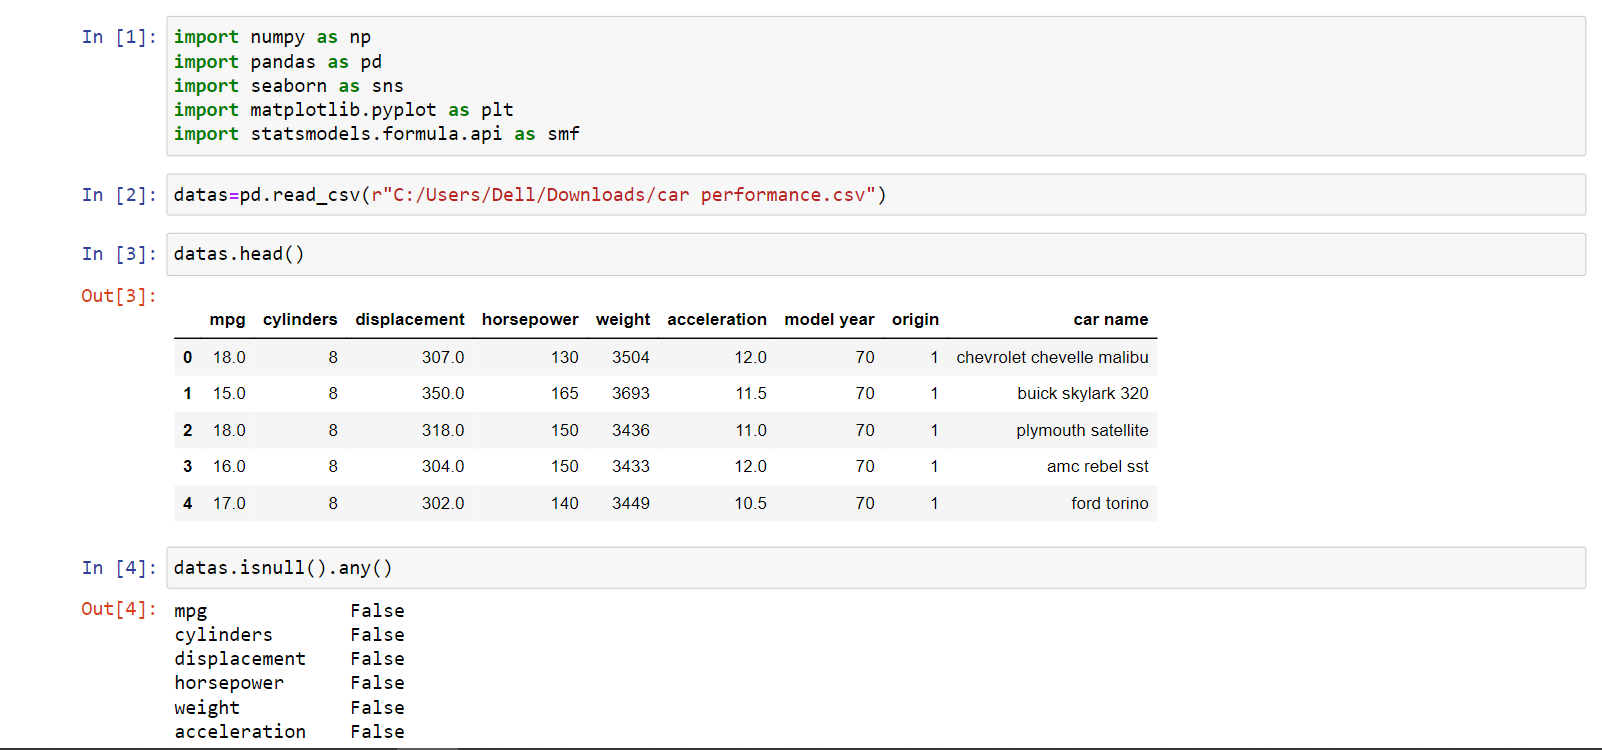 In [1]: import numpy as np
import pandas as pd
import seaborn as sns
import matplotlib.pyplot as plt
import statsmodels.formula.api as smf
In [2]: datas=pd.read_csv(r"C:/Users/Dell/Downloads/car performance.csv")
In [3]: datas.head()
Out[3]:
mpg cylinders displacement horsepower weight acceleration model year origin car name
0 18.0 8 307.0 130 3504 12.0 70 1 chevrolet chevelle malibu
1 15.0 8 350.0 165 3693 11.5 70 1 buick skylark 320
2 18.0 8 318.0 150 3436 11.0 70 1 plymouth satellite
3 16.0 8 304.0 150 3433 12.0 70 1 amc rebel sst
4 17.0 8 302.0 140 3449 10.5 70 1 ford torino
In [4]: datas.isnull().any()
Out[4]: mpg False
cylinders False
displacement False
horsepower False
weight False
acceleration False